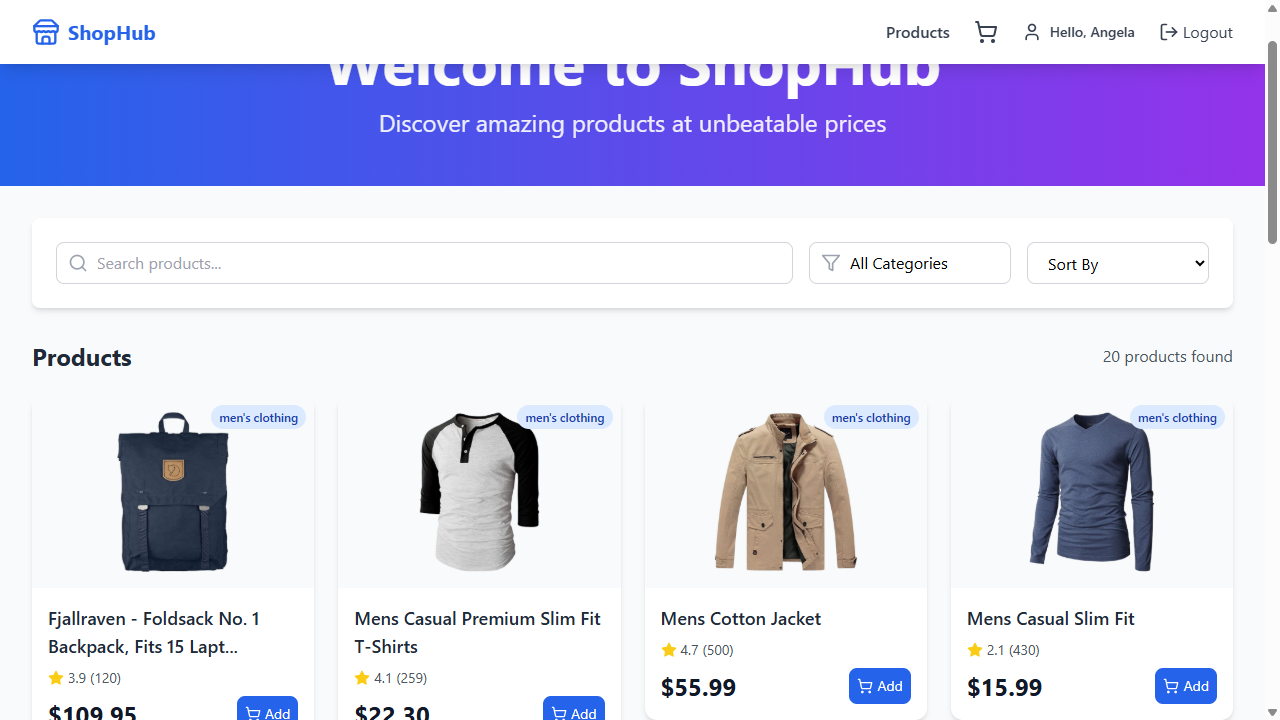 ShopHub
Products
Hello, Angela
Logout
Welcome to ShopHub
Discover amazing products at unbeatable prices
Search products...
All Categories
Sort By
Products
20 products found
men's clothing
men's clothing
men's clothing
men's clothing
Fjallraven - Foldsack No. 1
Backpack, Fits 15 Lapt...
3.9 (120)
$109.95
Add
Mens Casual Premium Slim Fit
T-Shirts
4.1 (259)
$22.30
Add
Mens Cotton Jacket
4.7 (500)
$55.99
Add
Mens Casual Slim Fit
2.1 (430)
$15.99
Add